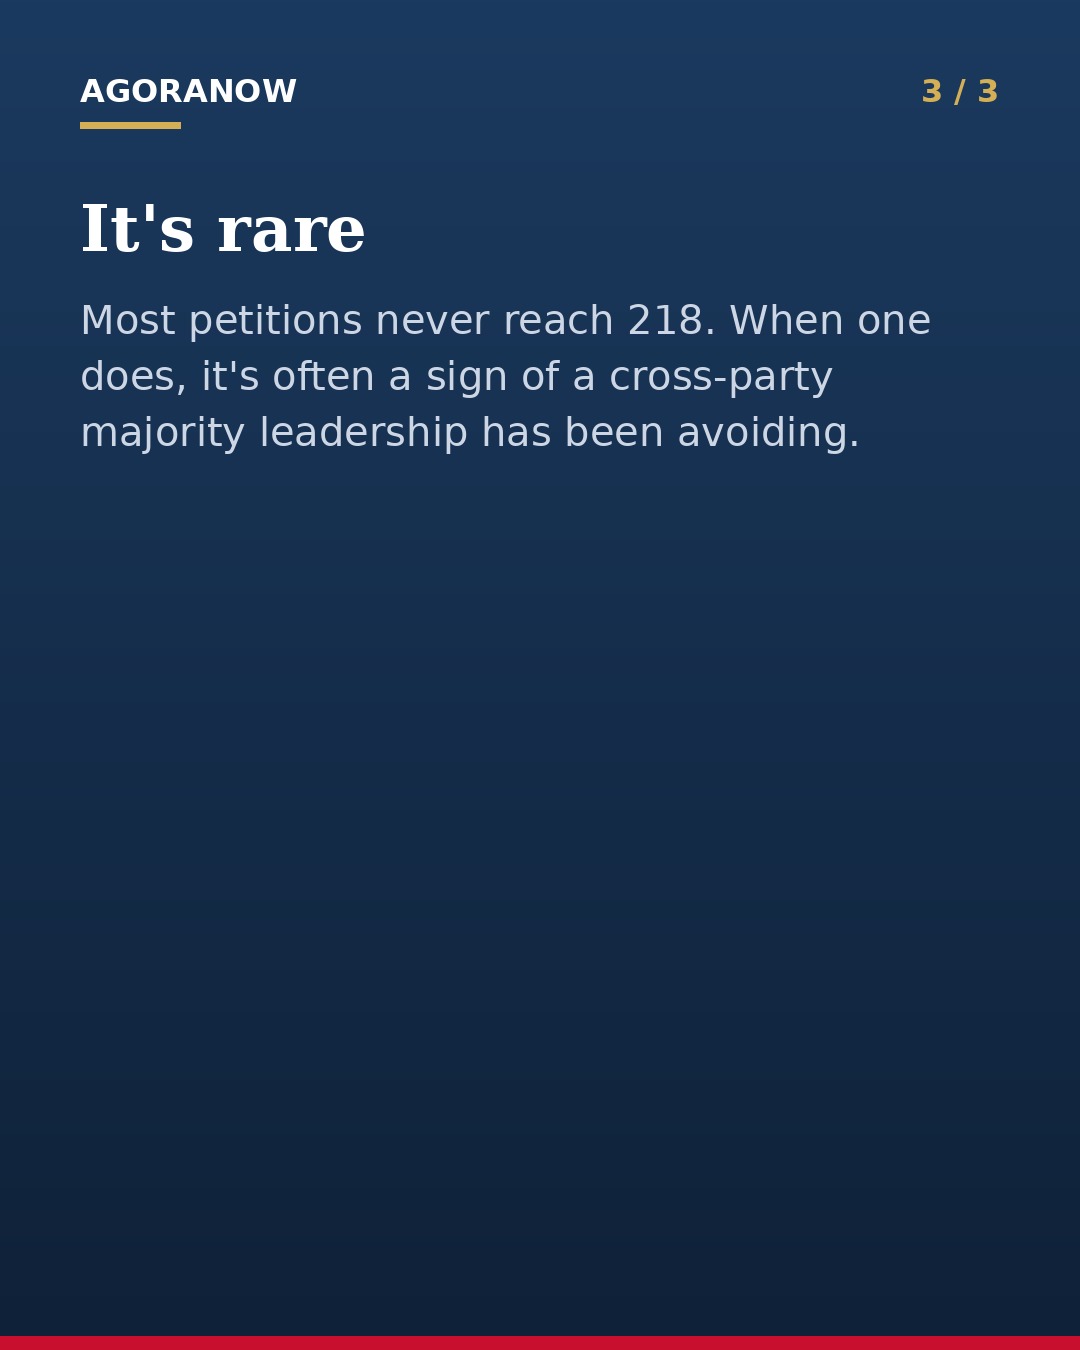 AGORANOW
3 / 3
It's rare
Most petitions never reach 218. When one
does, it's often a sign of a cross-party
majority leadership has been avoiding.